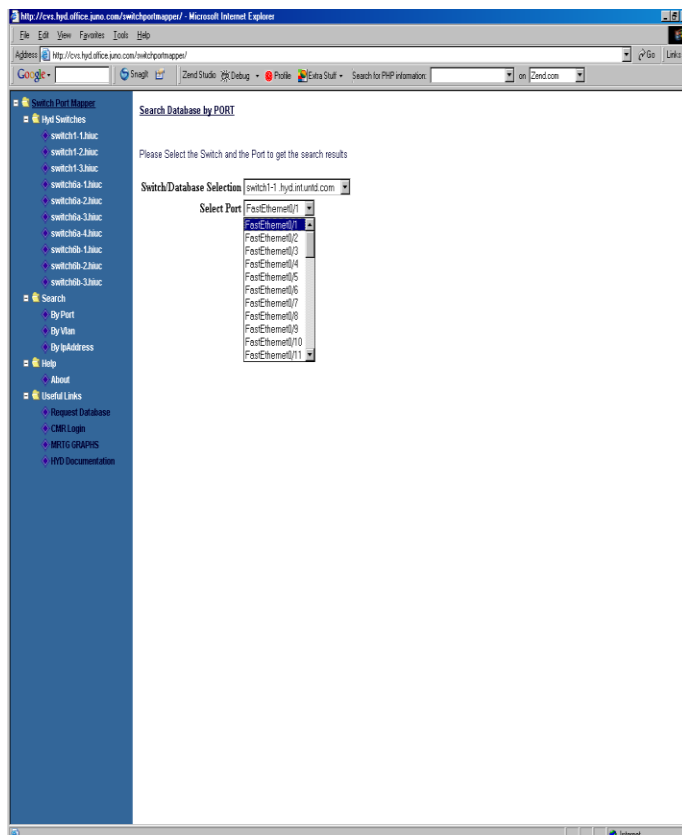 http://cvs.hyd.office.juno.com/switchportmapper/ - Microsoft Internet Explorer
File Edit View Favorites Tools Help
Address http://cvs.hyd.office.juno.com/switchportmapper/ Go Links
Google SnagIt Zend Studio Debug Profile Extra Stuff Search for PHP information: on Zend.com
Switch Port Mapper
Hyd Switches
switch1-1.hiuc
switch1-2.hiuc
switch1-3.hiuc
switch6a-1.hiuc
switch6a-2.hiuc
switch6a-3.hiuc
switch6a-4.hiuc
switch6b-1.hiuc
switch6b-2.hiuc
switch6b-3.hiuc
Search
By Port
By Vlan
By IpAddress
Help
About
Useful Links
Request Database
CMR Login
MRTG GRAPHS
HYD Documentation
Search Database by PORT
Please Select the Switch and the Port to get the search results
Switch/Database Selection switch1-1 .hyd.int.untd.com
Select Port FastEthernet0/1
FastEthernet0/1
FastEthernet0/2
FastEthernet0/3
FastEthernet0/4
FastEthernet0/5
FastEthernet0/6
FastEthernet0/7
FastEthernet0/8
FastEthernet0/9
FastEthernet0/10
FastEthernet0/11
Internet